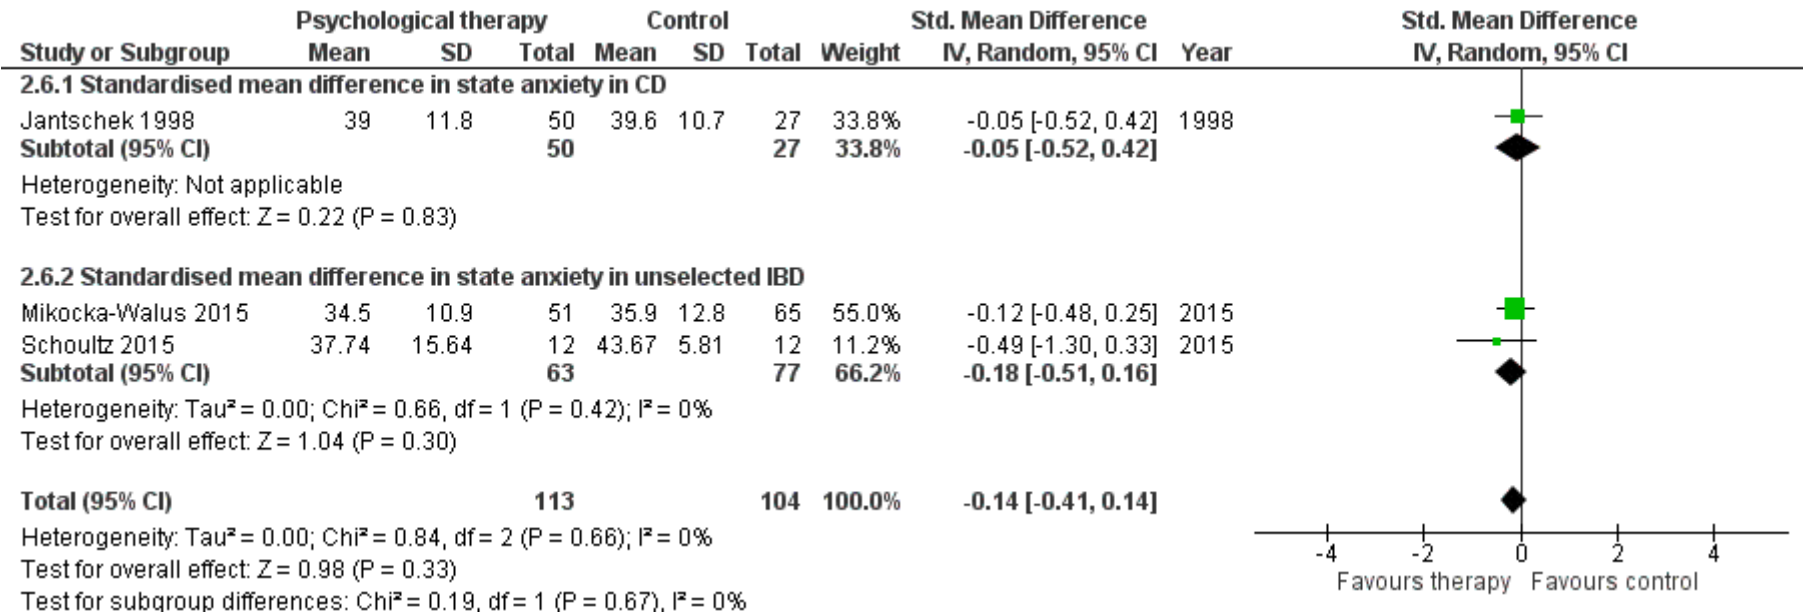 Psychological therapy Control Std. Mean Difference Std. Mean Difference
Study or Subgroup Mean SD Total Mean SD Total Weight IV, Random, 95% CI Year IV, Random, 95% CI
2.6.1 Standardised mean difference in state anxiety in CD
Jantschek 1998 39 11.8 50 39.6 10.7 27 33.8% -0.05 [-0.52, 0.42] 1998
Subtotal (95% CI) 50 27 33.8% -0.05 [-0.52, 0.42]
Heterogeneity: Not applicable
Test for overall effect: Z = 0.22 (P = 0.83)
2.6.2 Standardised mean difference in state anxiety in unselected IBD
Mikocka-Walus 2015 34.5 10.9 51 35.9 12.8 65 55.0% -0.12 [-0.48, 0.25] 2015
Schoultz 2015 37.74 15.64 12 43.67 5.81 12 11.2% -0.49 [-1.30, 0.33] 2015
Subtotal (95% CI) 63 77 66.2% -0.18 [-0.51, 0.16]
Heterogeneity: Tau² = 0.00; Chi² = 0.66, df = 1 (P = 0.42); I² = 0%
Test for overall effect: Z = 1.04 (P = 0.30)
Total (95% CI) 113 104 100.0% -0.14 [-0.41, 0.14]
Heterogeneity: Tau² = 0.00; Chi² = 0.84, df = 2 (P = 0.66); I² = 0%
Test for overall effect: Z = 0.98 (P = 0.33)
Test for subgroup differences: Chi² = 0.19, df = 1 (P = 0.67), I² = 0%
-4 -2 0 2 4
Favours therapy Favours control